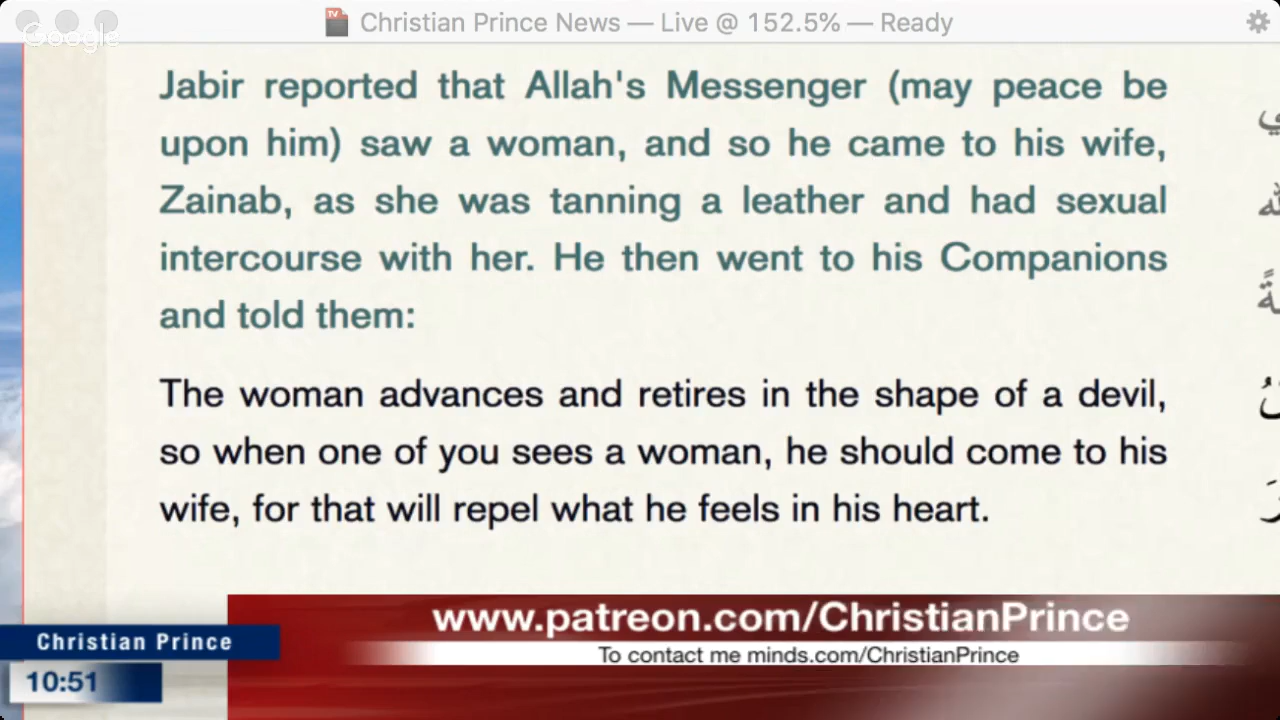 Christian Prince News — Live @ 152.5% — Ready
Google
TV
Jabir reported that Allah's Messenger (may peace be
upon him) saw a woman, and so he came to his wife,
Zainab, as she was tanning a leather and had sexual
intercourse with her. He then went to his Companions
and told them:
The woman advances and retires in the shape of a devil,
so when one of you sees a woman, he should come to his
wife, for that will repel what he feels in his heart.
www.patreon.com/ChristianPrince
Christian Prince
To contact me minds.com/ChristianPrince
10:51